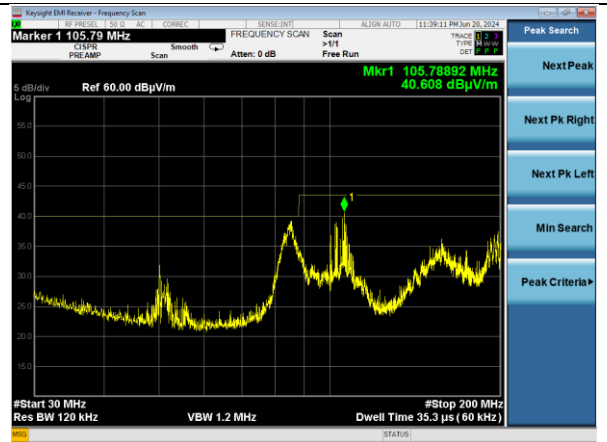 Keysight EMI Receiver - Frequency Scan
RF PRESEL 50 Ω AC CORREC SENSE:INT ALIGN AUTO 11:39:11 PM Jun 20, 2024
Marker 1 105.79 MHz
FREQUENCY SCAN
Scan
TRACE 1 2 3
CISPR
Smooth
>1/1
TYPE M W W
PREAMP
Scan
Atten: 0 dB
Free Run
DET P P P
Mkr1 105.78892 MHz
40.608 dBµV/m
5 dB/div Ref 60.00 dBµV/m
Log
55.0
50.0
45.0
40.0
35.0
30.0
25.0
20.0
15.0
1
#Start 30 MHz
#Stop 200 MHz
Res BW 120 kHz
VBW 1.2 MHz
Dwell Time 35.3 µs (60 kHz)
MSG
STATUS
Peak Search
Next Peak
Next Pk Right
Next Pk Left
Min Search
Peak Criteria▶